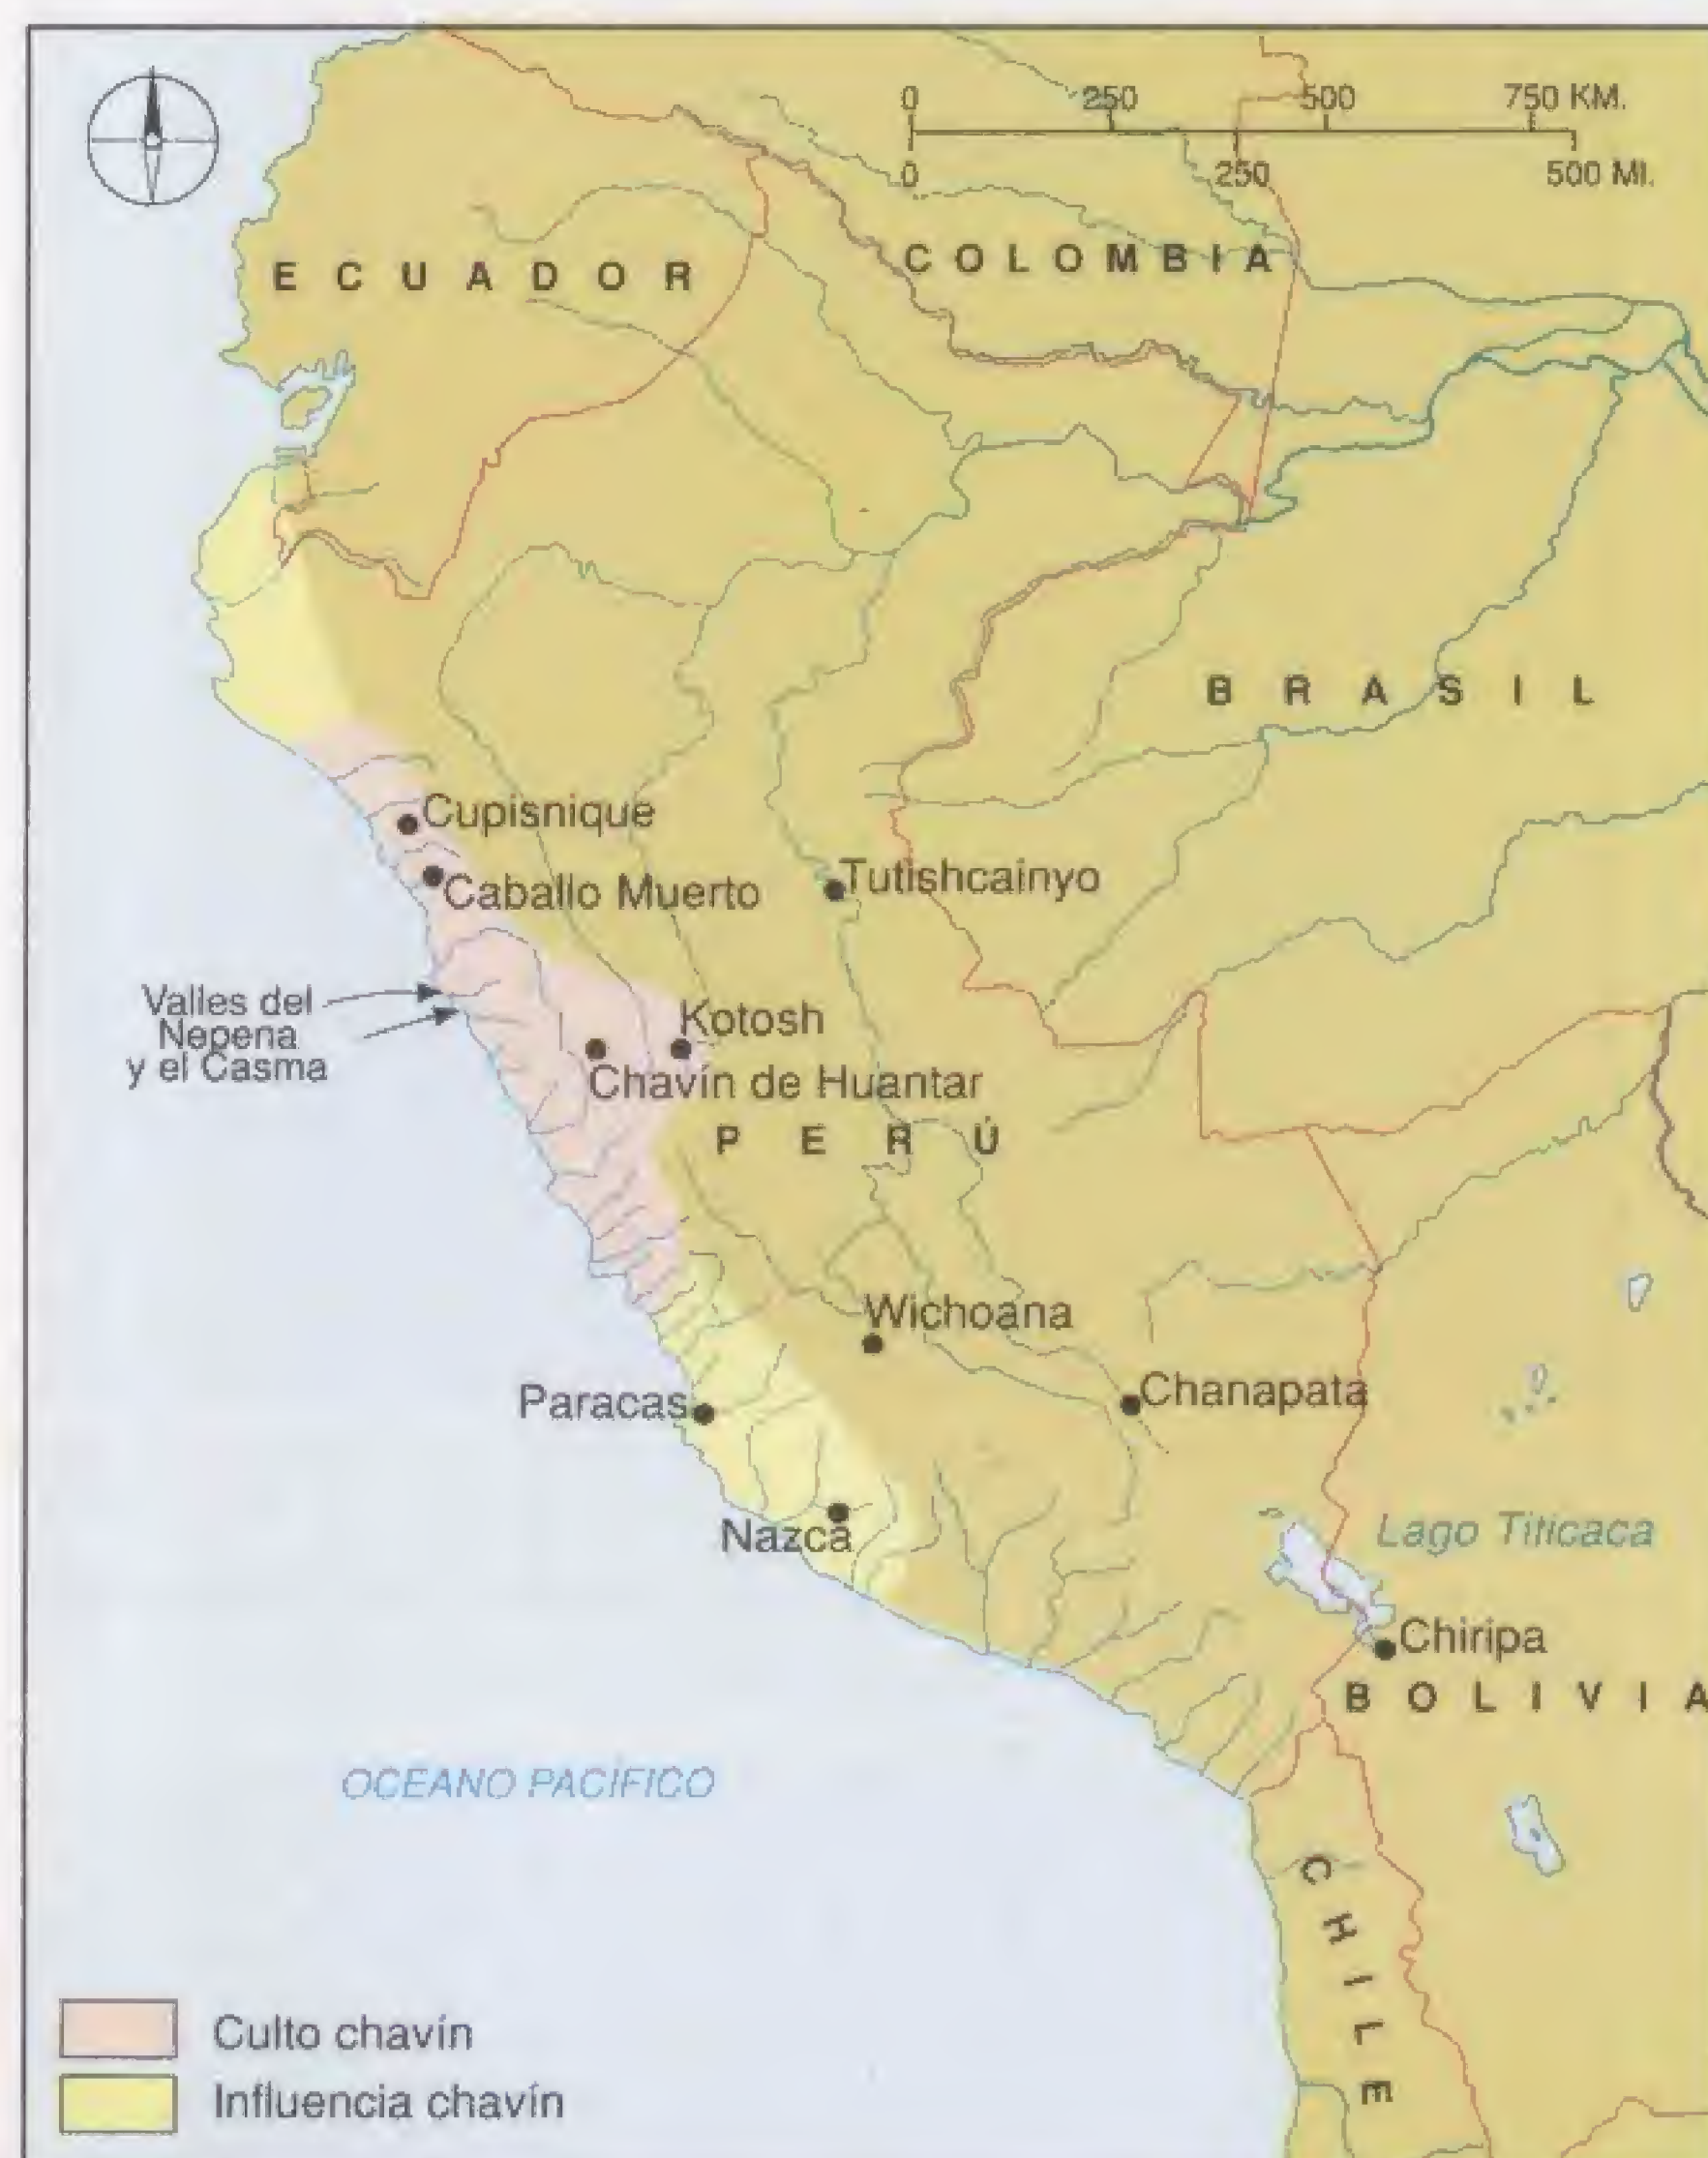 0 250 500 750 KM.
0 250 500 MI.
COLOMBIA
ECUADOR
BRASIL
Cupisnique
Caballo Muerto
Tutishcainyo
Valles del
Nepena
y el Casma
Kotosh
Chavín de Huantar
PERÚ
Wichoana
Chanapata
Paracas
Nazca
Lago Titicaca
Chiripa
BOLIVIA
OCEANO PACÍFICO
CHILE
Culto chavín
Influencia chavín